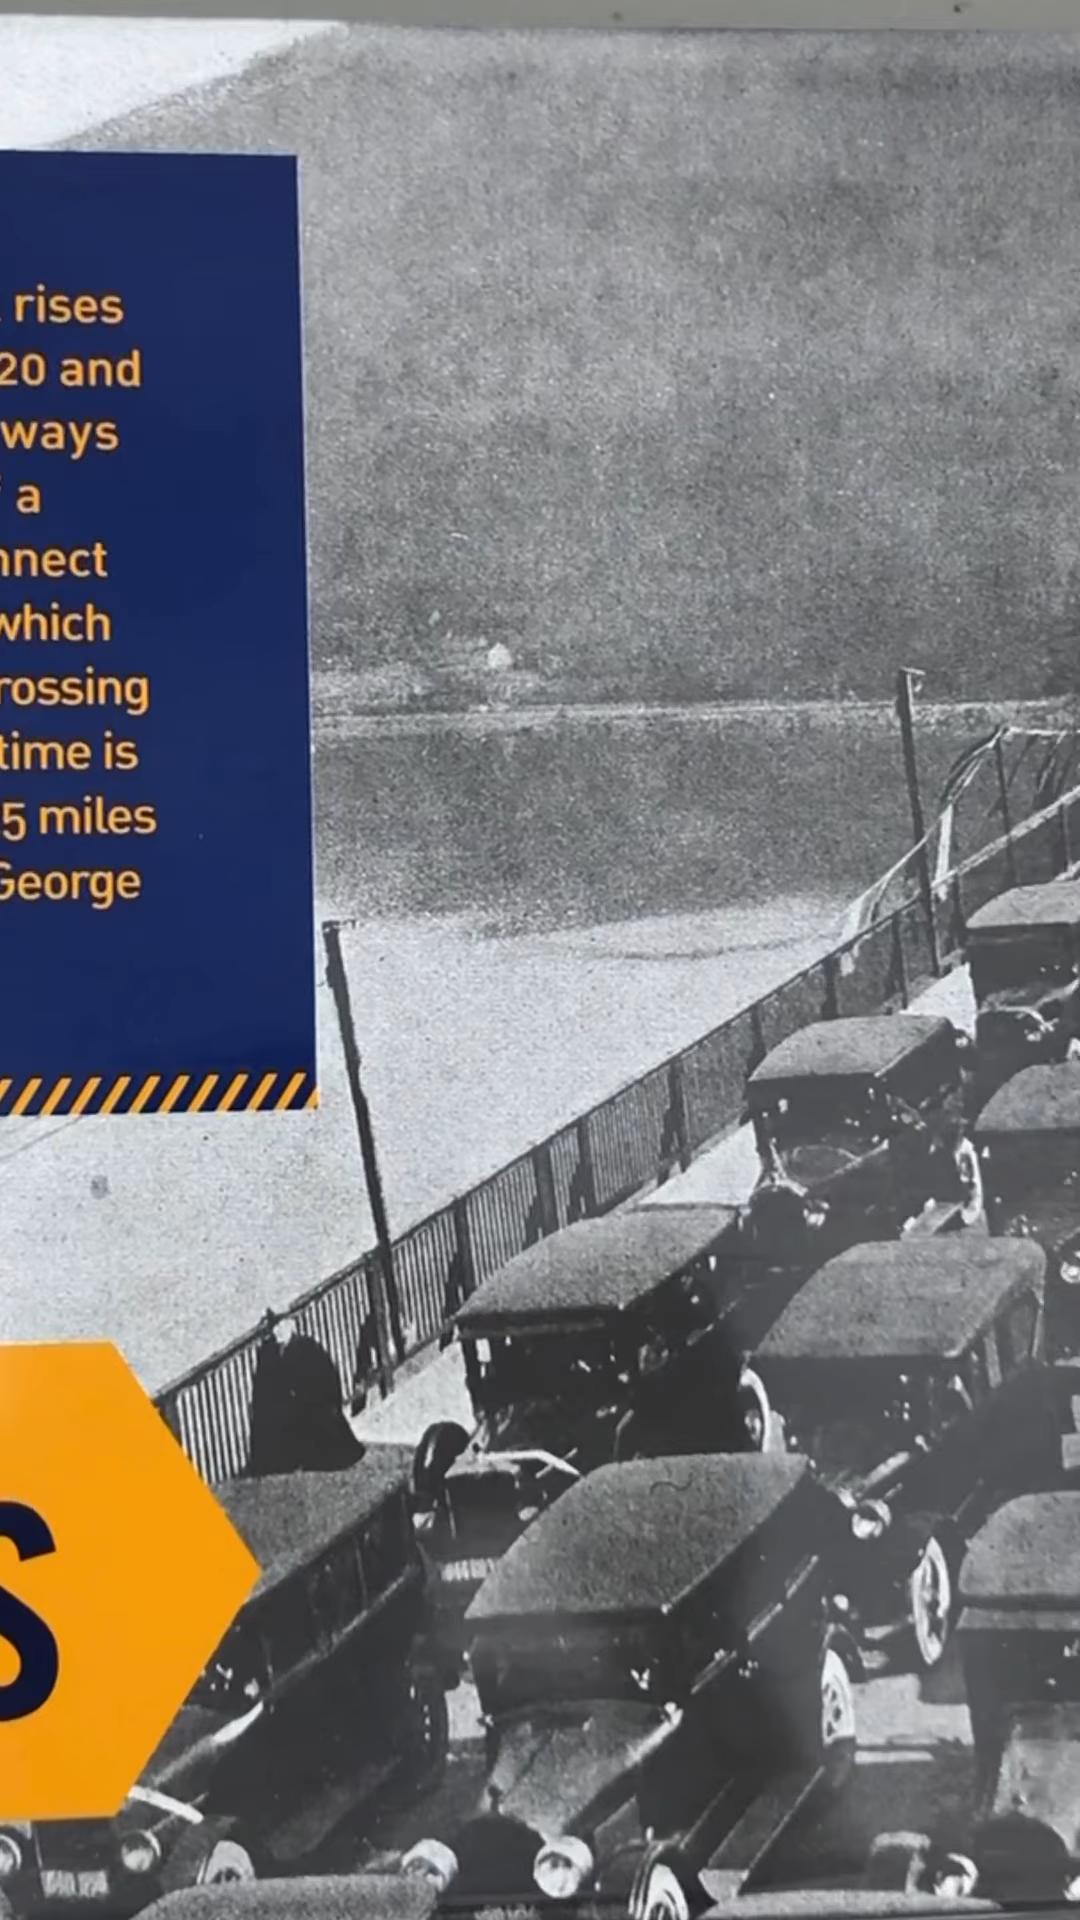 rises
20 and
ways
a
nnect
which
rossing
time is
5 miles
George
S